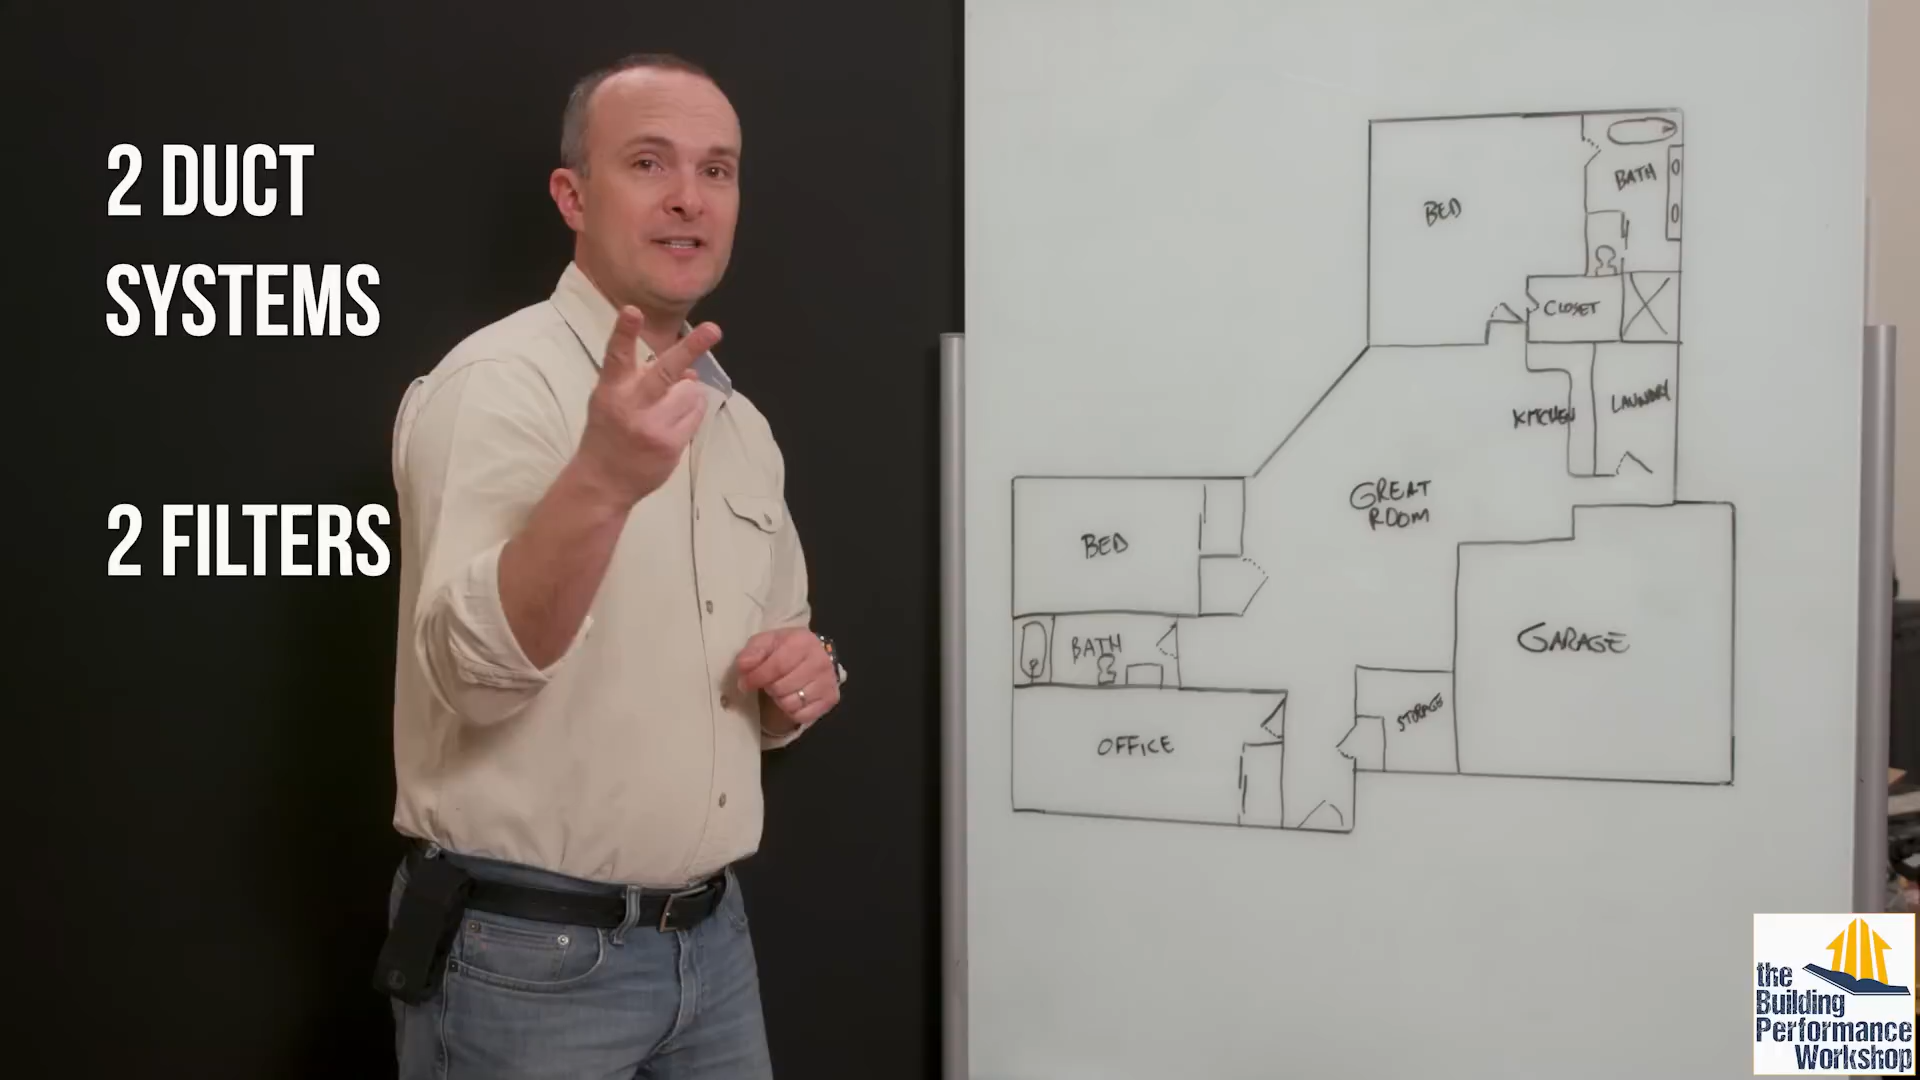 2 DUCT
SYSTEMS
2 FILTERS
BED
BATH
CLOSET
KITCHEN
LAUNDRY
GREAT
ROOM
BED
BATH
GARAGE
STORAGE
OFFICE
the
Building
Performance
Workshop